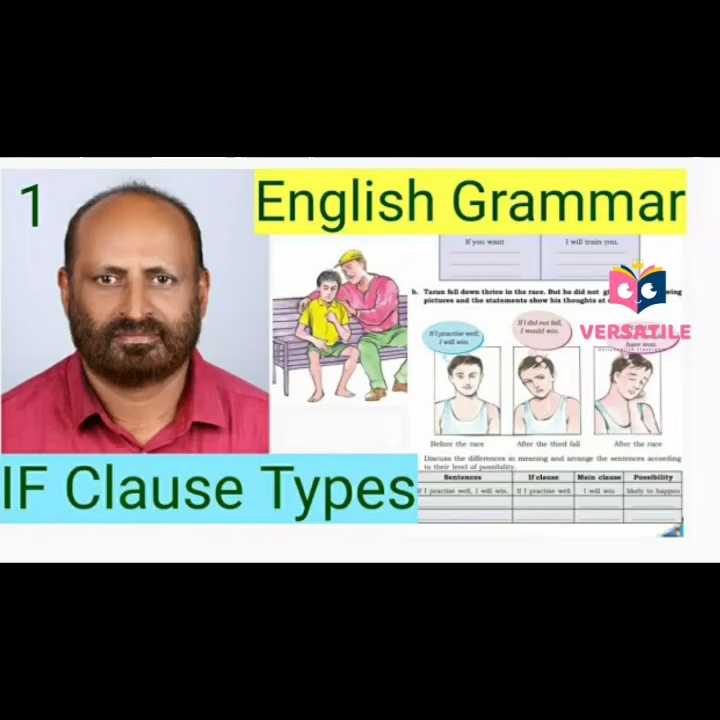 1
English Grammar
If you want
I will train you.
b. Tarun fell down thrice in the race. But he did not
pictures and the statements show his thoughts at
If I practise well,
I will win.
If I did not fall,
I would win.
have won.
VERSATILE
Before the race
After the third fall
After the race
Discuss the differences in meaning and arrange the sentences according
to their level of possibility.
Sentences
If clause
Main clause
Possibility
If I practise well, I will win.
If I practise well
I will win
likely to happen
IF Clause Types